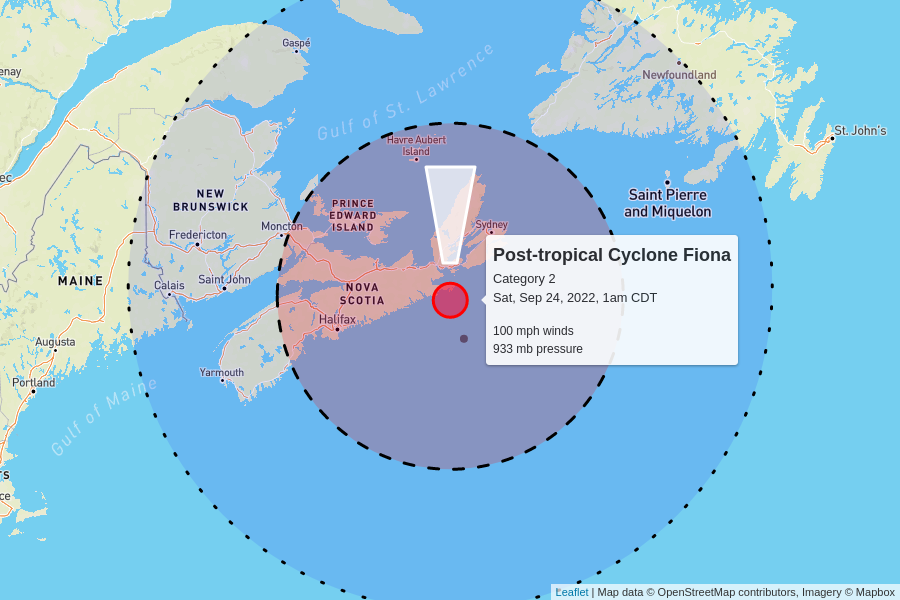 Gaspé
enay
Gulf of St. Lawrence
Newfoundland
St. John's
Havre Aubert
Island
ec
NEW
BRUNSWICK
PRINCE
EDWARD
ISLAND
Saint Pierre
and Miquelon
Fredericton
Moncton
Sydney
MAINE
Calais
Saint John
NOVA
SCOTIA
Halifax
Augusta
Portland
Yarmouth
Gulf of Maine
TS
ce
Post-tropical Cyclone Fiona
Category 2
Sat, Sep 24, 2022, 1am CDT
100 mph winds
933 mb pressure
Leaflet | Map data © OpenStreetMap contributors, Imagery © Mapbox